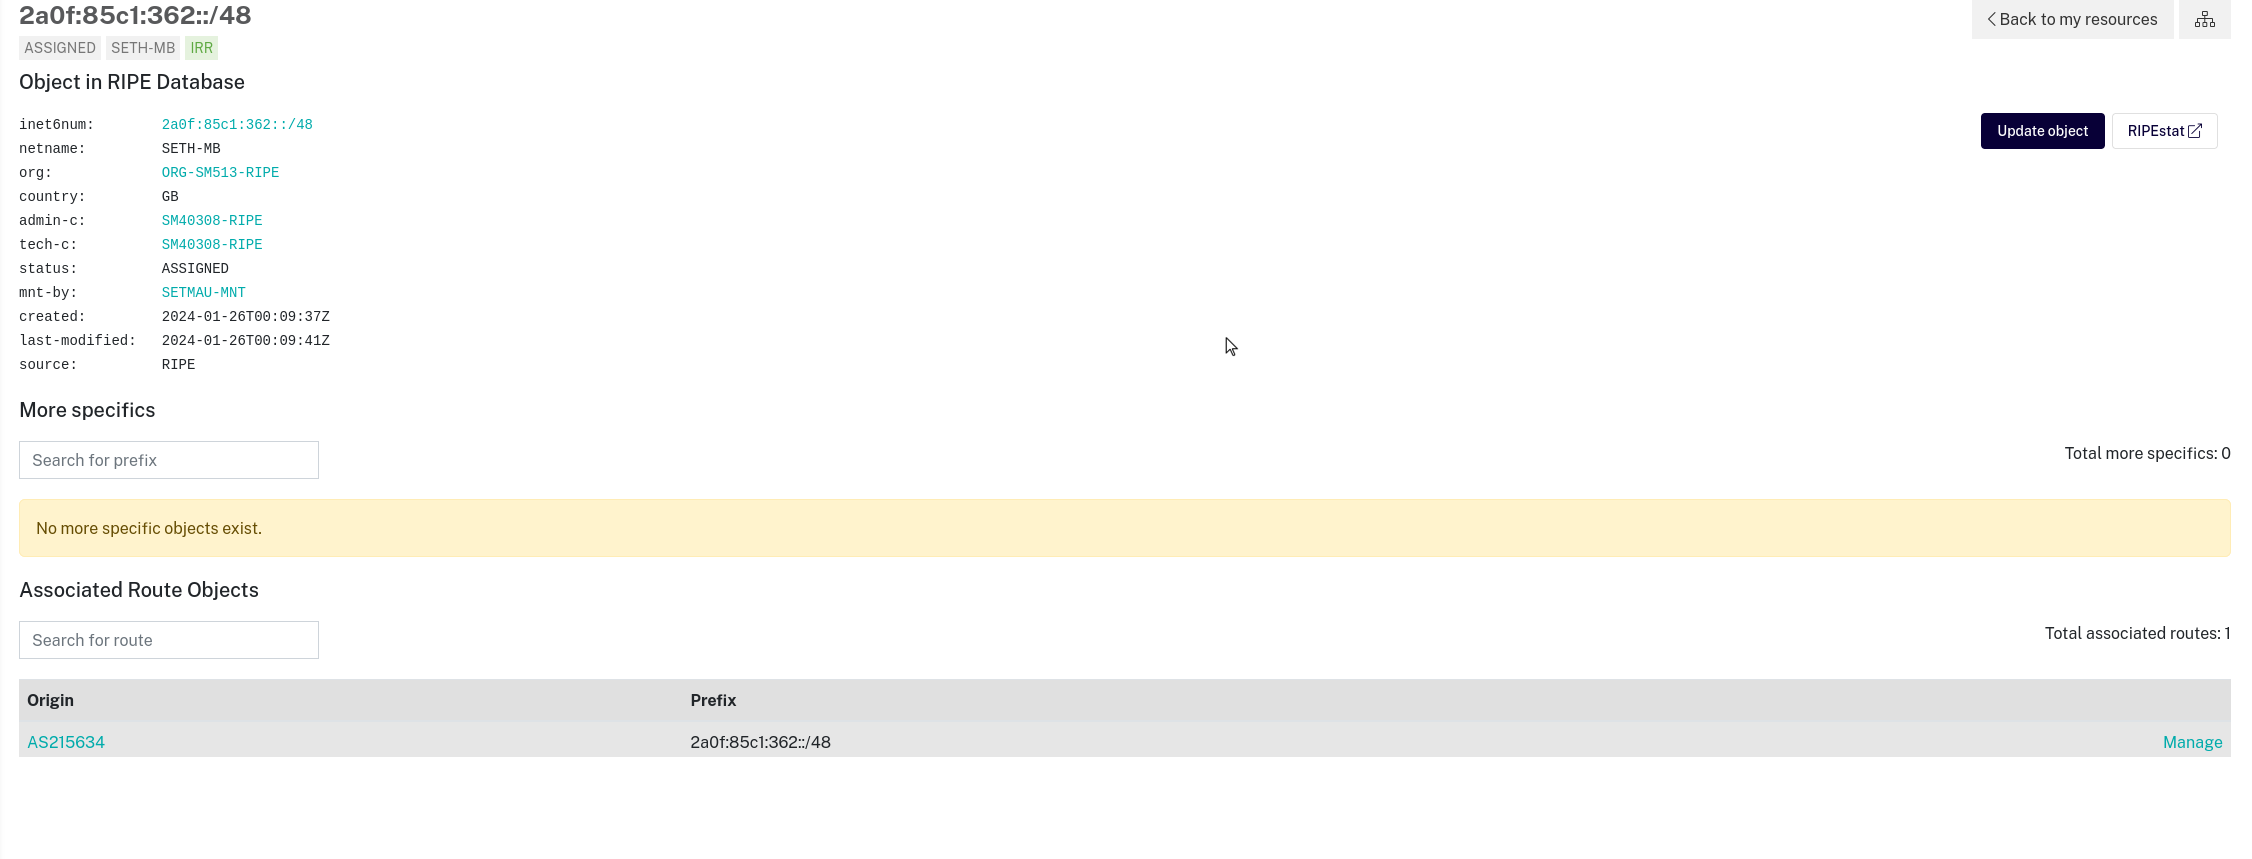 2a0f:85c1:362::/48
Back to my resources
ASSIGNED SETH-MB IRR
Object in RIPE Database
inet6num: 2a0f:85c1:362::/48
Update object RIPEstat
netname: SETH-MB
org: ORG-SM513-RIPE
country: GB
admin-c: SM40308-RIPE
tech-c: SM40308-RIPE
status: ASSIGNED
mnt-by: SETMAU-MNT
created: 2024-01-26T00:09:37Z
last-modified: 2024-01-26T00:09:41Z
source: RIPE
More specifics
Search for prefix
Total more specifics: 0
No more specific objects exist.
Associated Route Objects
Search for route
Total associated routes: 1
Origin Prefix
AS215634 2a0f:85c1:362::/48 Manage